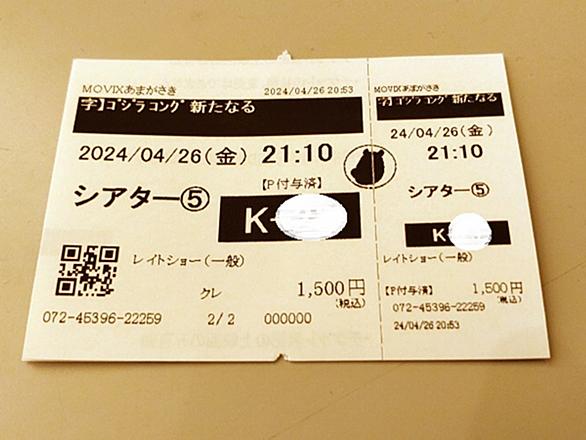 MOVIXあまがさき 2024/04/26 20:53
字】ゴジラ コング 新たなる
2024/04/26(金) 21:10
シアター⑤
【P付与済】
K-
レイトショー(一般)
クレ 1,500円
(税込)
072-45396-22259 2/2 000000
MOVIXあまがさき
字】ゴジラ コング 新たなる
24/04/26(金)
21:10
シアター⑤
K-
レイトショー(一般)
【P付与済】 1,500円
(税込)
072-45396-22259
24/04/26 20:53